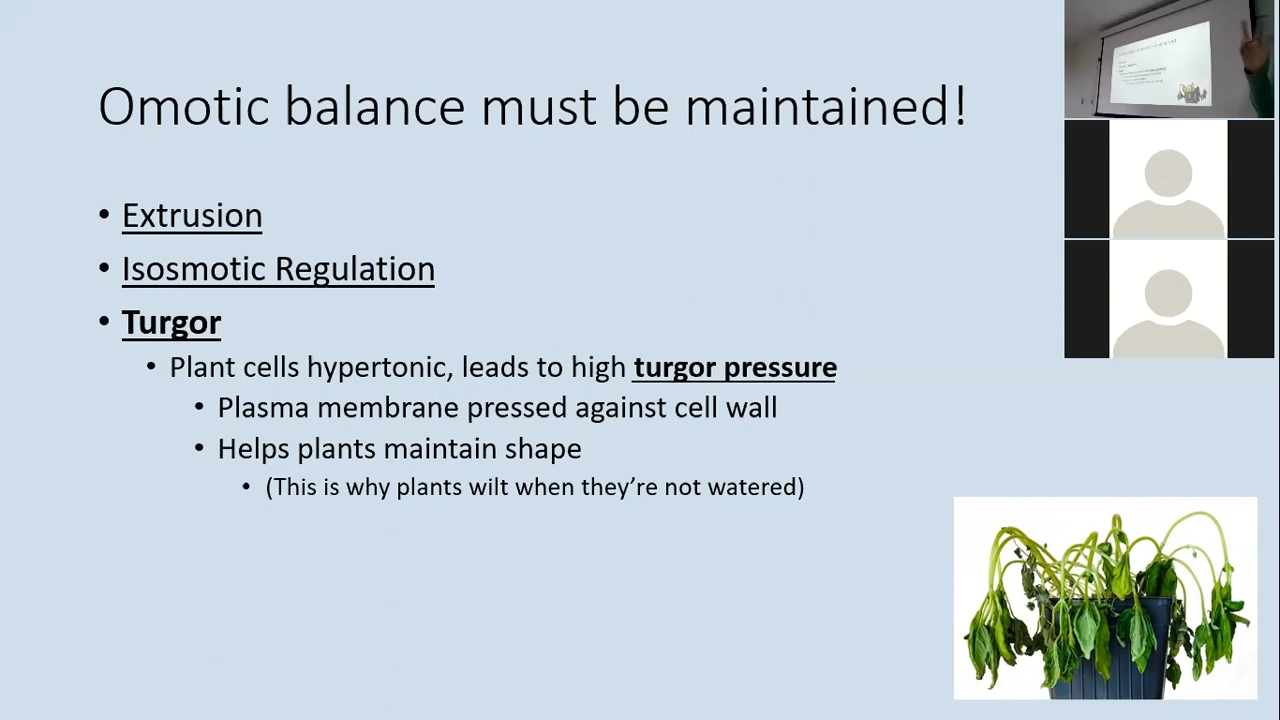 Omotic balance must be maintained!
• Extrusion
• Isosmotic Regulation
• Turgor
• Plant cells hypertonic, leads to high turgor pressure
• Plasma membrane pressed against cell wall
• Helps plants maintain shape
• (This is why plants wilt when they’re not watered)